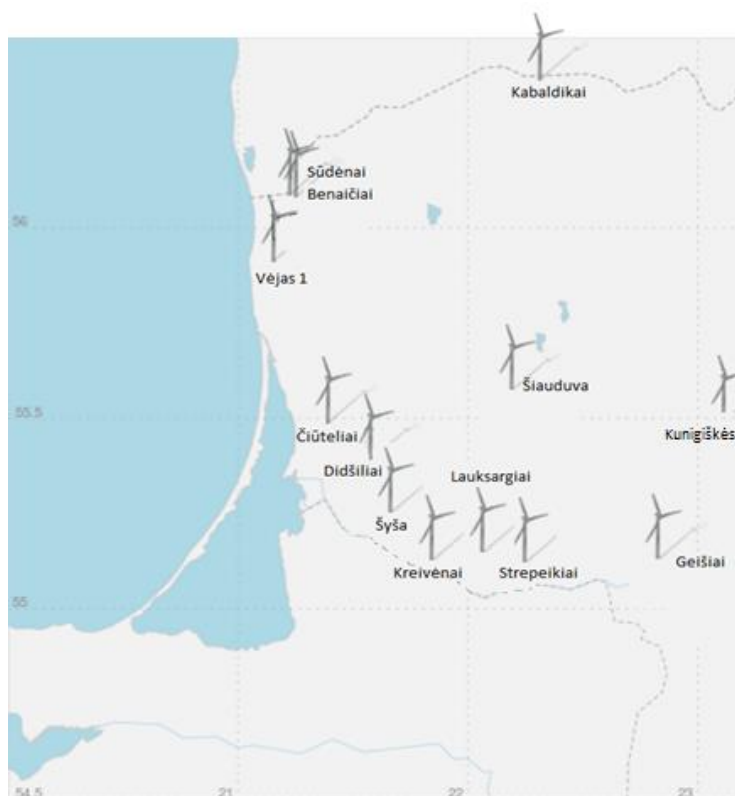 Kabaldikai
Sūdėnai
Benaičiai
56
Vėjas 1
Šiauduva
55.5
Čiūteliai
Kunigiškės
Didšiliai
Lauksargiai
Šyša
Kreivėnai
Strepeikiai
Geišiai
55
54.5
21
22
23